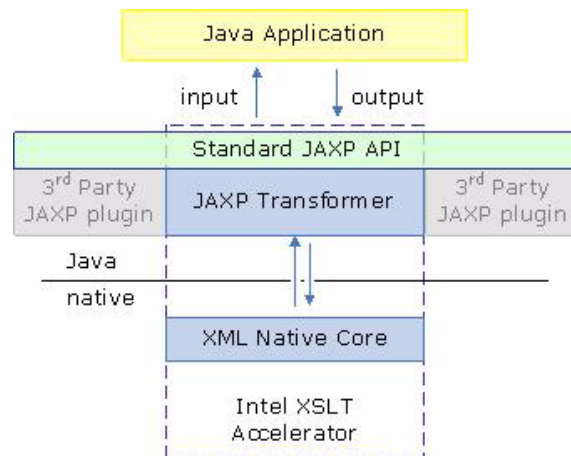 Java Application
input
output
Standard JAXP API
3rd Party
JAXP plugin
JAXP Transformer
3rd Party
JAXP plugin
Java
native
XML Native Core
Intel XSLT
Accelerator